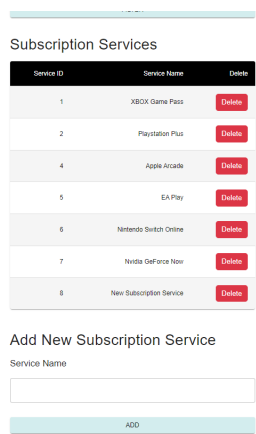 Subscription Services
Service ID Service Name Delete
1 XBOX Game Pass Delete
2 Playstation Plus Delete
4 Apple Arcade Delete
5 EA Play Delete
6 Nintendo Switch Online Delete
7 Nvidia GeForce Now Delete
8 New Subscription Service Delete
Add New Subscription Service
Service Name
ADD